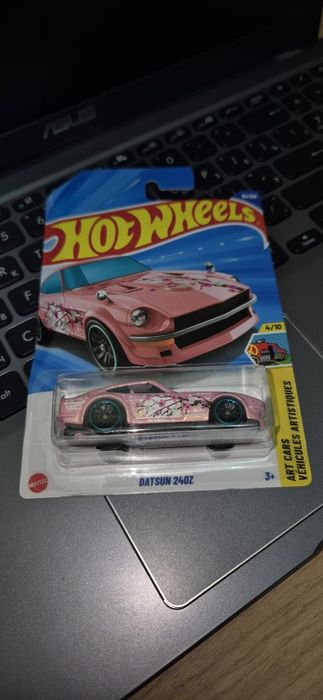 ASUS
HOT WHEELS
4/10
ART CARS
VÉHICULES ARTISTIQUES
MATTEL
DATSUN 240Z
3+